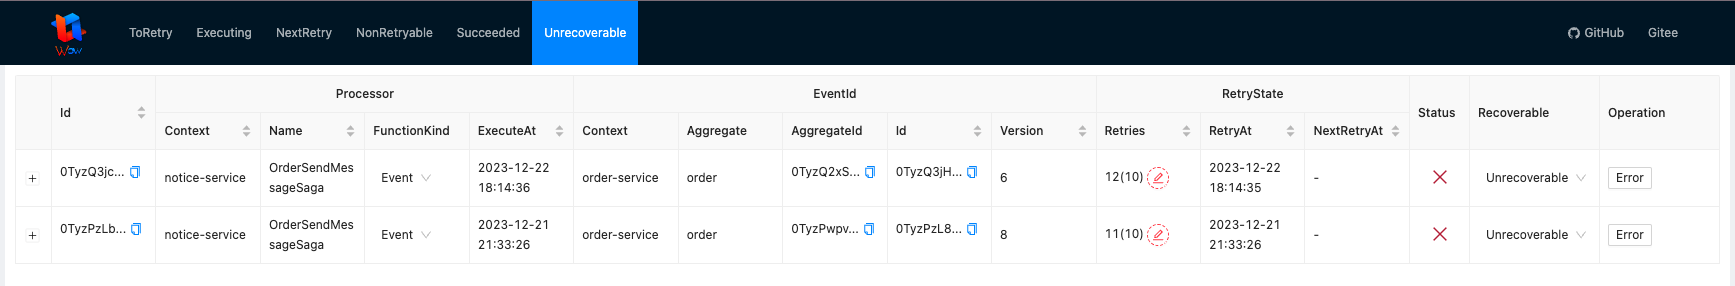 Wow
ToRetry Executing NextRetry NonRetryable Succeeded Unrecoverable GitHub Gitee
Id Processor EventId RetryState Status Recoverable Operation
Context Name FunctionKind ExecuteAt Context Aggregate AggregateId Id Version Retries RetryAt NextRetryAt
0TyzQ3jc... notice-service OrderSendMes Event 2023-12-22 order-service order 0TyzQ2xS... 0TyzQ3jH... 6 12(10) 2023-12-22 - Unrecoverable Error
sageSaga 18:14:36 18:14:35
0TyzPzLb... notice-service OrderSendMes Event 2023-12-21 order-service order 0TyzPwpv... 0TyzPzL8... 8 11(10) 2023-12-21 - Unrecoverable Error
sageSaga 21:33:26 21:33:26